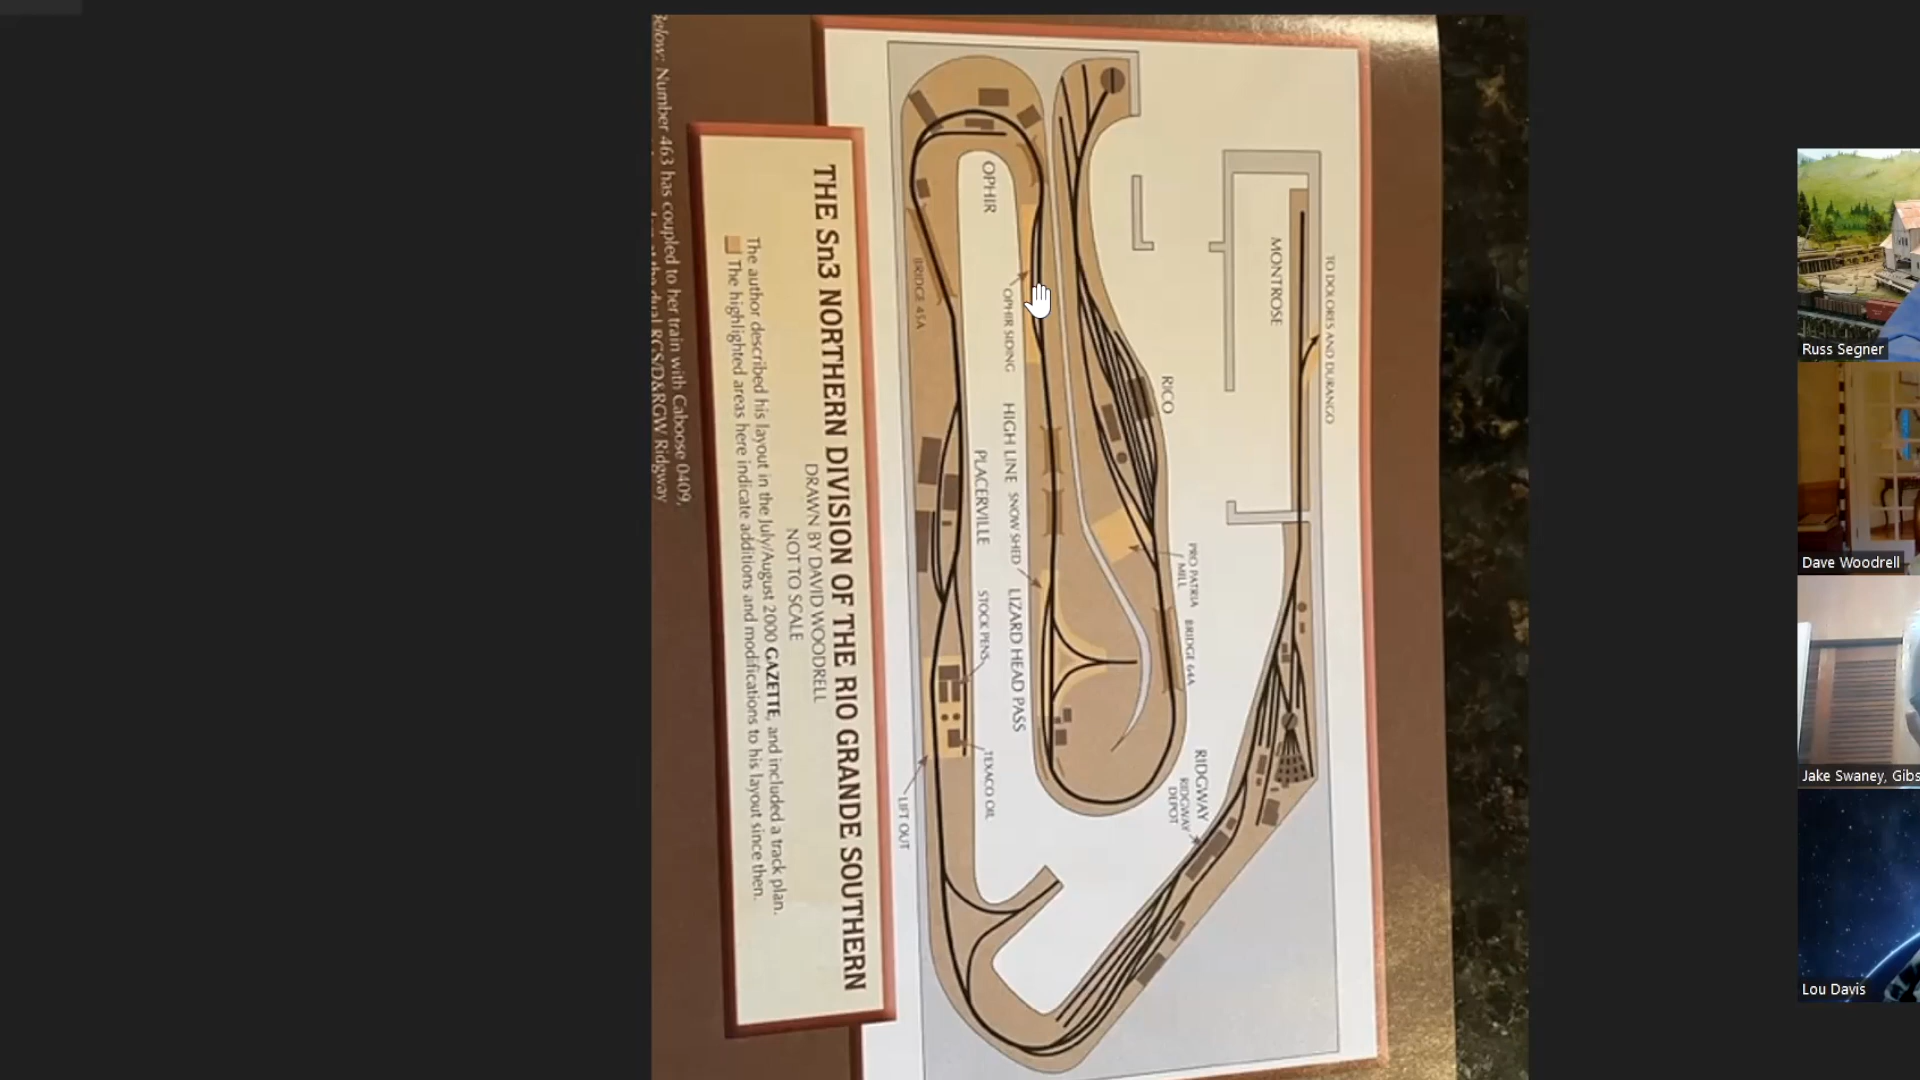 Below: Number 463 has coupled to her train with Caboose 0409,
the dual RGS/D&RGW Ridgway
THE Sn3 NORTHERN DIVISION OF THE RIO GRANDE SOUTHERN
DRAWN BY DAVID WOODRELL
NOT TO SCALE
The author described his layout in the July/August 2000 GAZETTE, and included a track plan.
The highlighted areas here indicate additions and modifications to his layout since then.
TO DOLORES AND DURANGO
MONTROSE
RICO
PRO PATRIA
MILL
BRIDGE 64A
RIDGWAY
RIDGWAY
DEPOT
OPHIR
OPHIR SIDING
HIGH LINE
SNOW SHED
LIZARD HEAD PASS
BRIDGE 45A
PLACERVILLE
STOCK PENS
TEXACO OIL
LIFT OUT
Russ Segner
Dave Woodrell
Jake Swaney, Gibs
Lou Davis